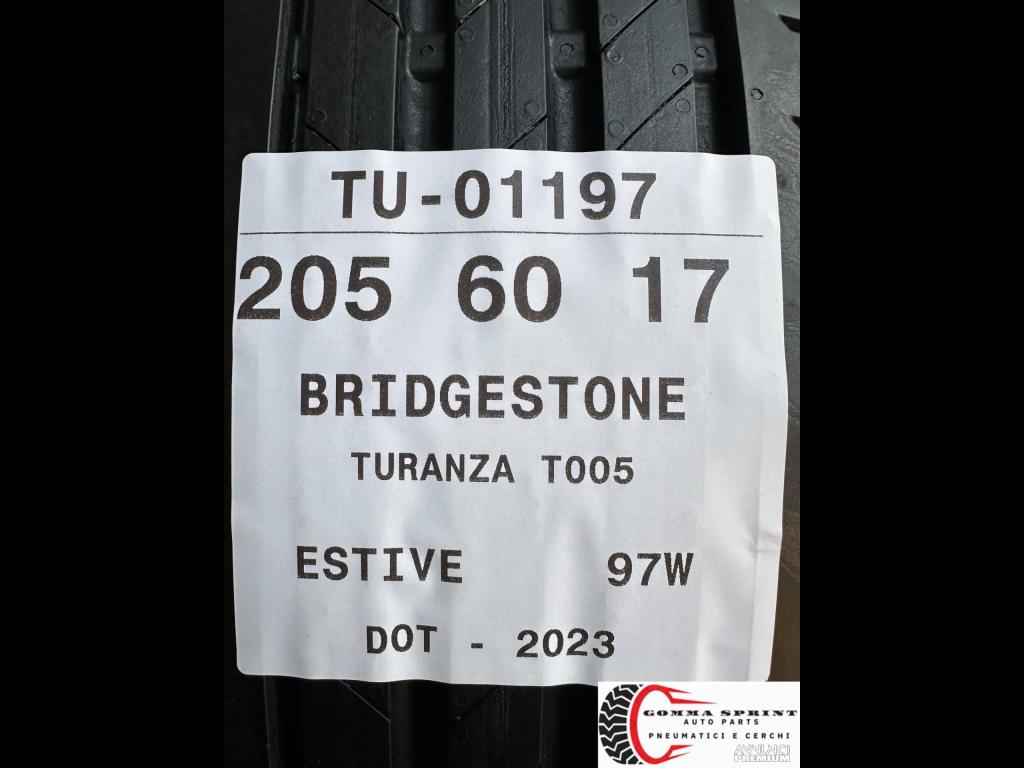 TU-01197
205 60 17
BRIDGESTONE
TURANZA T005
ESTIVE 97W
DOT - 2023
GOMMA SPRINT
AUTO PARTS
PNEUMATICI E CERCHI
ANNUNCI
PREMIUM